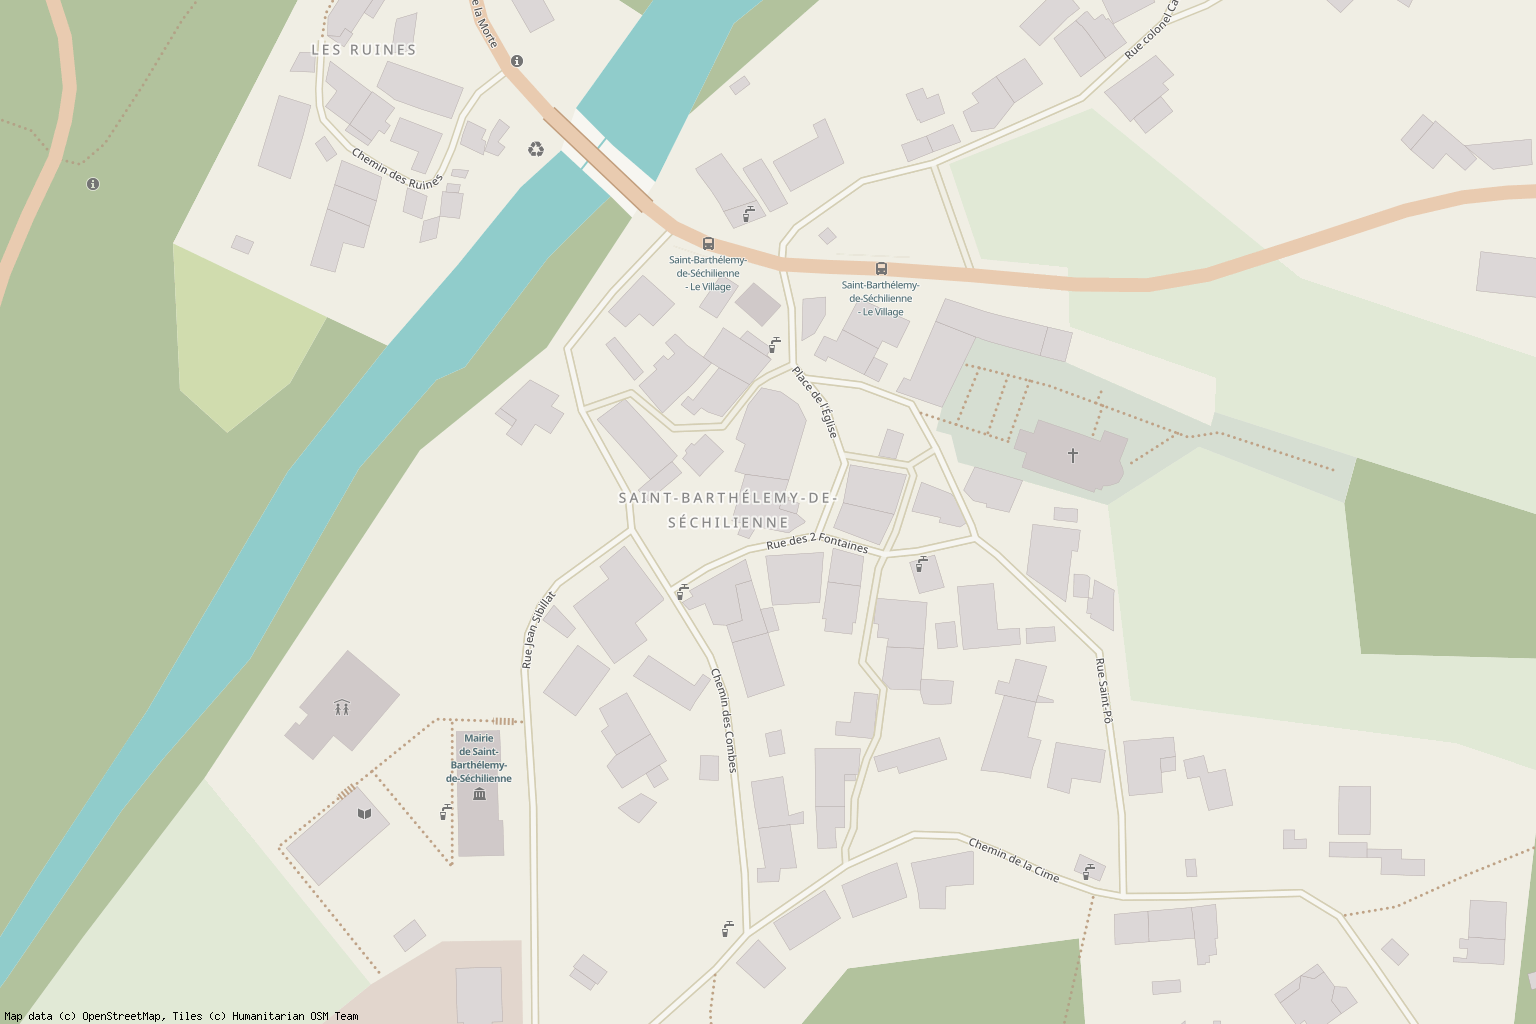 de la Morte
LES RUINES
Rue colonel Ca
Chemin des Ruines
Saint-Barthélemy-
de-Séchilienne
- Le Village
Saint-Barthélemy-
de-Séchilienne
- Le Village
Place de l'Église
SAINT-BARTHÉLEMY-DE-
SÉCHILIENNE
Rue des 2 Fontaines
Rue Jean Sibillat
Chemin des Combes
Rue Saint-Pô
Mairie
de Saint-
Barthélemy-
de-Séchilienne
Chemin de la Cime
Map data (c) OpenStreetMap, Tiles (c) Humanitarian OSM Team